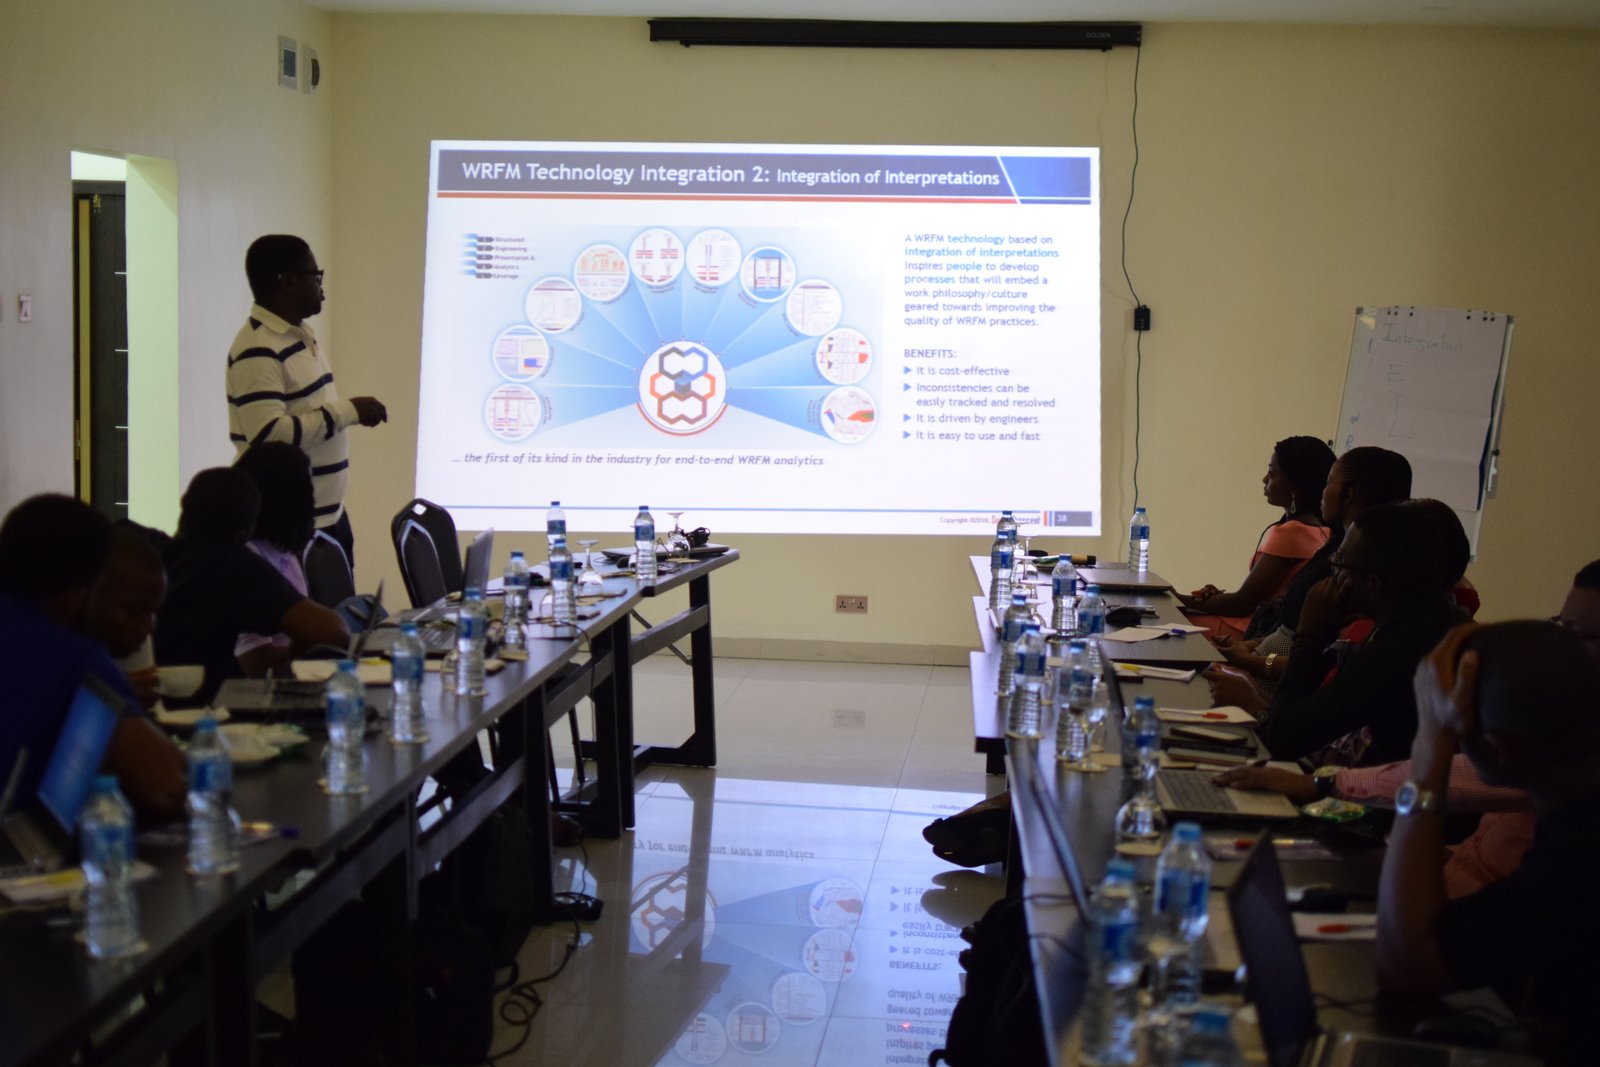 GOLDEN
WRFM Technology Integration 2: Integration of Interpretations
Structured
Engineering
Presentation &
Analytics
Leverage
A WRFM technology based on
integration of interpretations
inspires people to develop
processes that will embed a
work philosophy/culture
geared towards improving the
quality of WRFM practices.
BENEFITS:
It is cost-effective
Inconsistencies can be
easily tracked and resolved
It is driven by engineers
It is easy to use and fast
... the first of its kind in the industry for end-to-end WRFM analytics
Copyright ©2018,
38
Integration
E
L